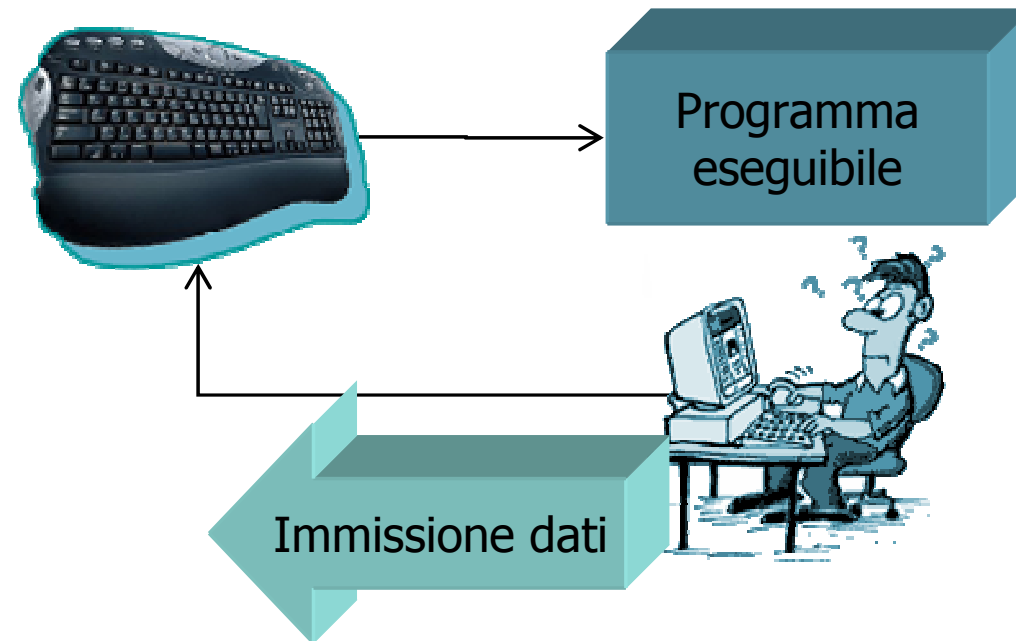 Programma
eseguibile
? ? ? ? ?
Immissione dati